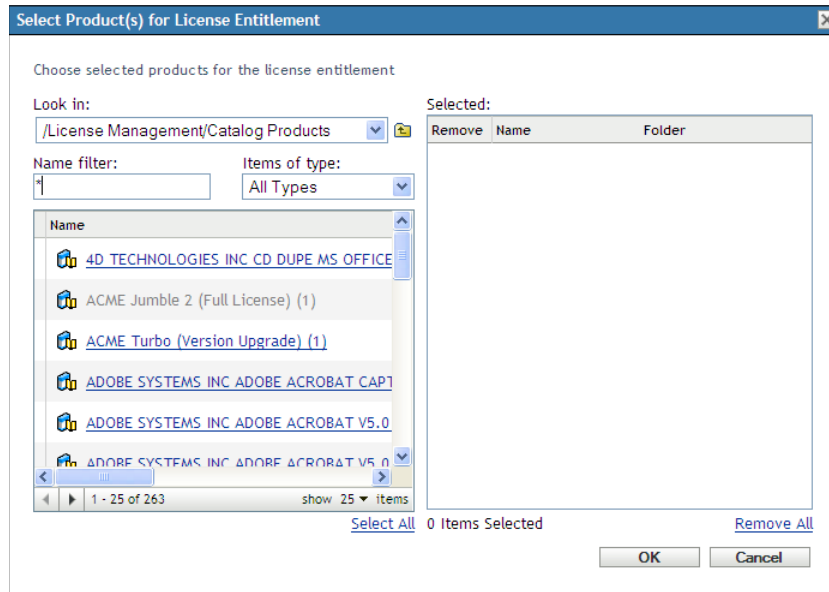 Select Product(s) for License Entitlement
Choose selected products for the license entitlement
Look in:
/License Management/Catalog Products
Name filter:
Items of type:
*
All Types
Name
4D TECHNOLOGIES INC CD DUPE MS OFFICE
ACME Jumble 2 (Full License) (1)
ACME Turbo (Version Upgrade) (1)
ADOBE SYSTEMS INC ADOBE ACROBAT CAPT
ADOBE SYSTEMS INC ADOBE ACROBAT V5.0
ADOBE SYSTEMS INC ADOBE ACROBAT V5.0
1 - 25 of 263
show 25 items
Select All
Selected:
Remove Name Folder
0 Items Selected
Remove All
OK
Cancel